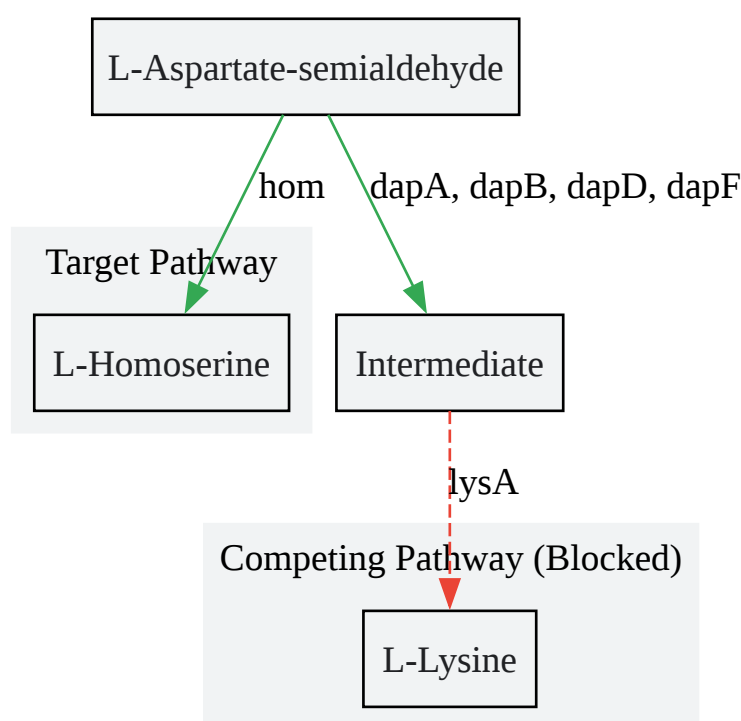 L-Aspartate-semialdehyde
hom
dapA, dapB, dapD, dapF
Target Pathway
L-Homoserine
Intermediate
lysA
Competing Pathway (Blocked)
L-Lysine